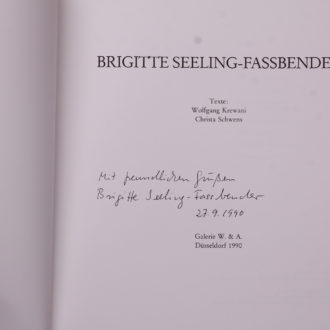 BRIGITTE SEELING-FASSBENDE
Texte:
Wolfgang Krewani
Christa Schwens
Mit freundlichen Grüßen
Brigitte Seeling-Fassbender
27.9.1990
Galerie W. & A.
Düsseldorf 1990